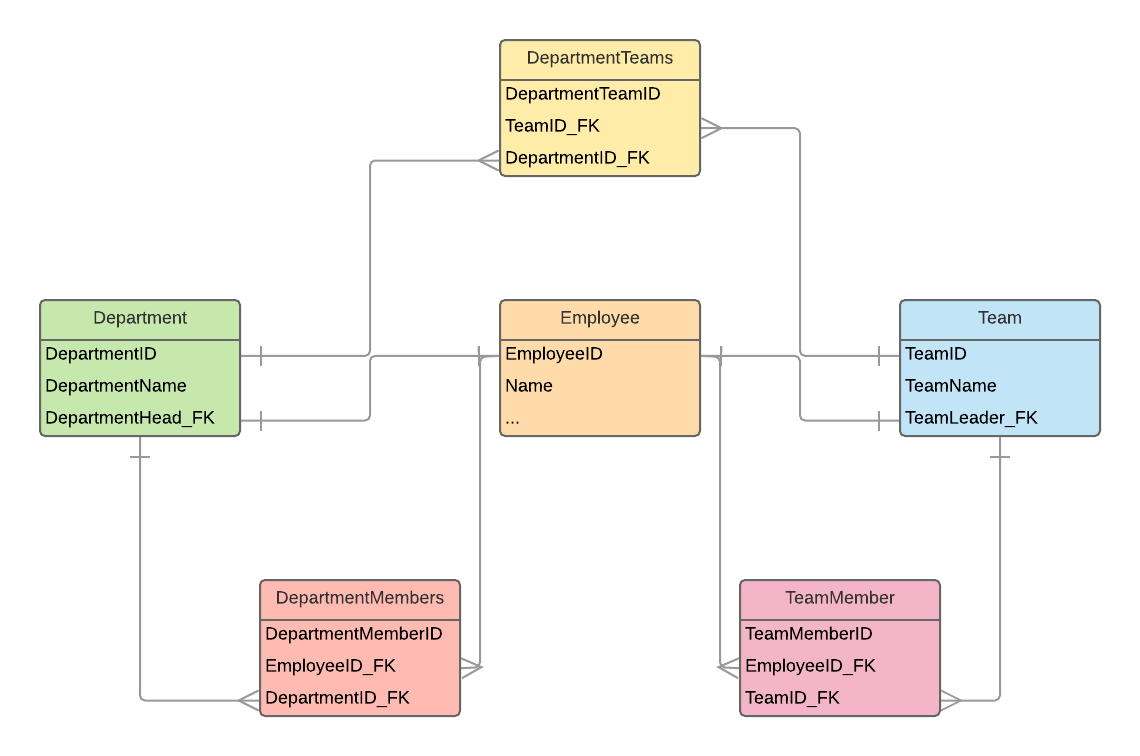 DepartmentTeams
DepartmentTeamID
TeamID_FK
DepartmentID_FK
Department
DepartmentID
DepartmentName
DepartmentHead_FK
Employee
EmployeeID
Name
...
Team
TeamID
TeamName
TeamLeader_FK
DepartmentMembers
DepartmentMemberID
EmployeeID_FK
DepartmentID_FK
TeamMember
TeamMemberID
EmployeeID_FK
TeamID_FK